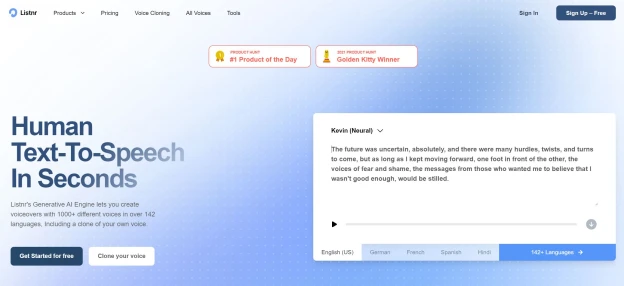 Listnr
Products
Pricing
Voice Cloning
All Voices
Tools
Sign In
Sign Up – Free
PRODUCT HUNT
#1 Product of the Day
2021 PRODUCT HUNT
Golden Kitty Winner
Human
Text-To-Speech
In Seconds
Listnr's Generative AI Engine lets you create
voiceovers with 1000+ different voices in over 142
languages, including a clone of your own voice.
Get Started for free
Clone your voice
Kevin (Neural)
The future was uncertain, absolutely, and there were many hurdles, twists, and turns
to come, but as long as I kept moving forward, one foot in front of the other, the
voices of fear and shame, the messages from those who wanted me to believe that I
wasn't good enough, would be stilled.
English (US)
German
French
Spanish
Hindi
142+ Languages